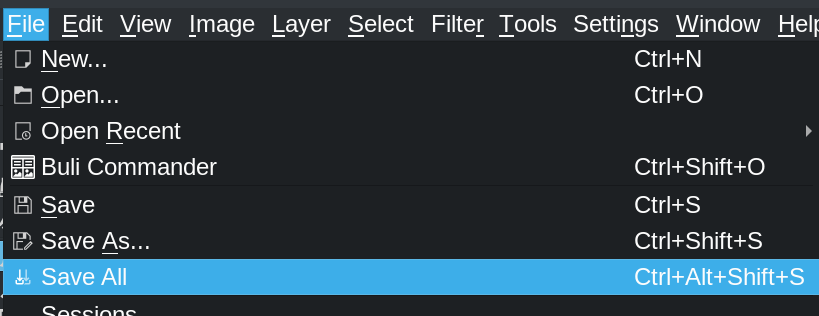 File Edit View Image Layer Select Filter Tools Settings Window Help
New... Ctrl+N
Open... Ctrl+O
Open Recent
Buli Commander Ctrl+Shift+O
Save Ctrl+S
Save As... Ctrl+Shift+S
Save All Ctrl+Alt+Shift+S
Sessions